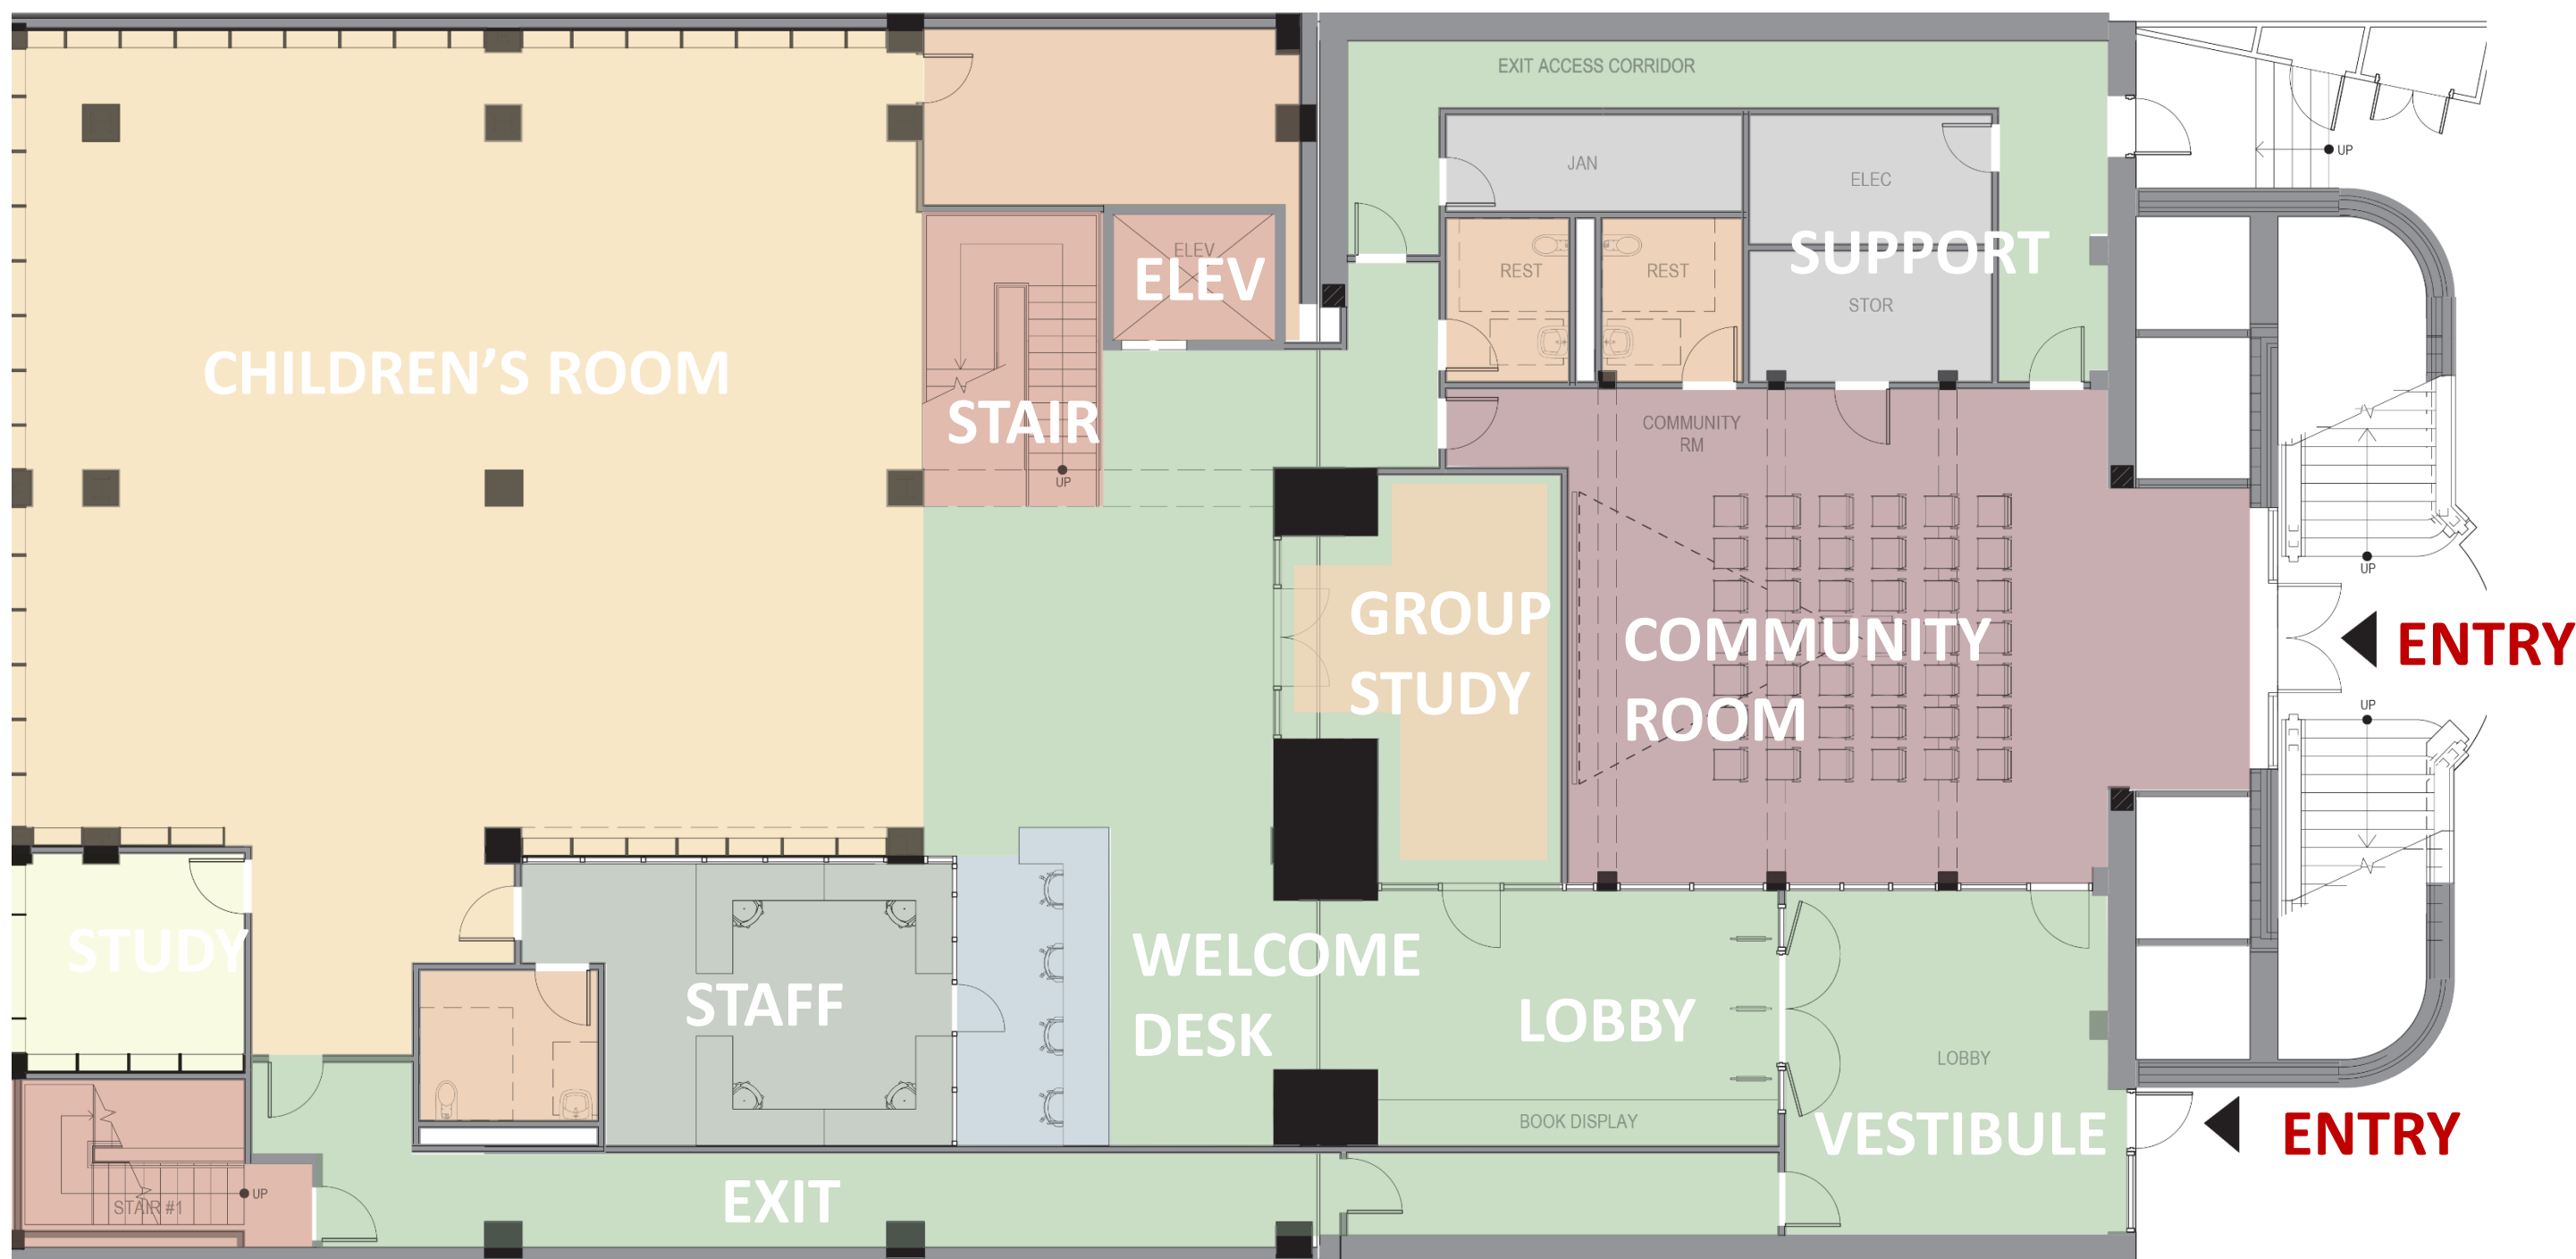 EXIT ACCESS CORRIDOR
UP
JAN
ELEC
ELEV
ELEV
REST
REST
SUPPORT
STOR
CHILDREN’S ROOM
STAIR
UP
COMMUNITY
RM
UP
GROUP
STUDY
COMMUNITY
ROOM
ENTRY
UP
STUDY
STAFF
WELCOME
DESK
LOBBY
LOBBY
BOOK DISPLAY
VESTIBULE
ENTRY
UP
STAIR #1
EXIT